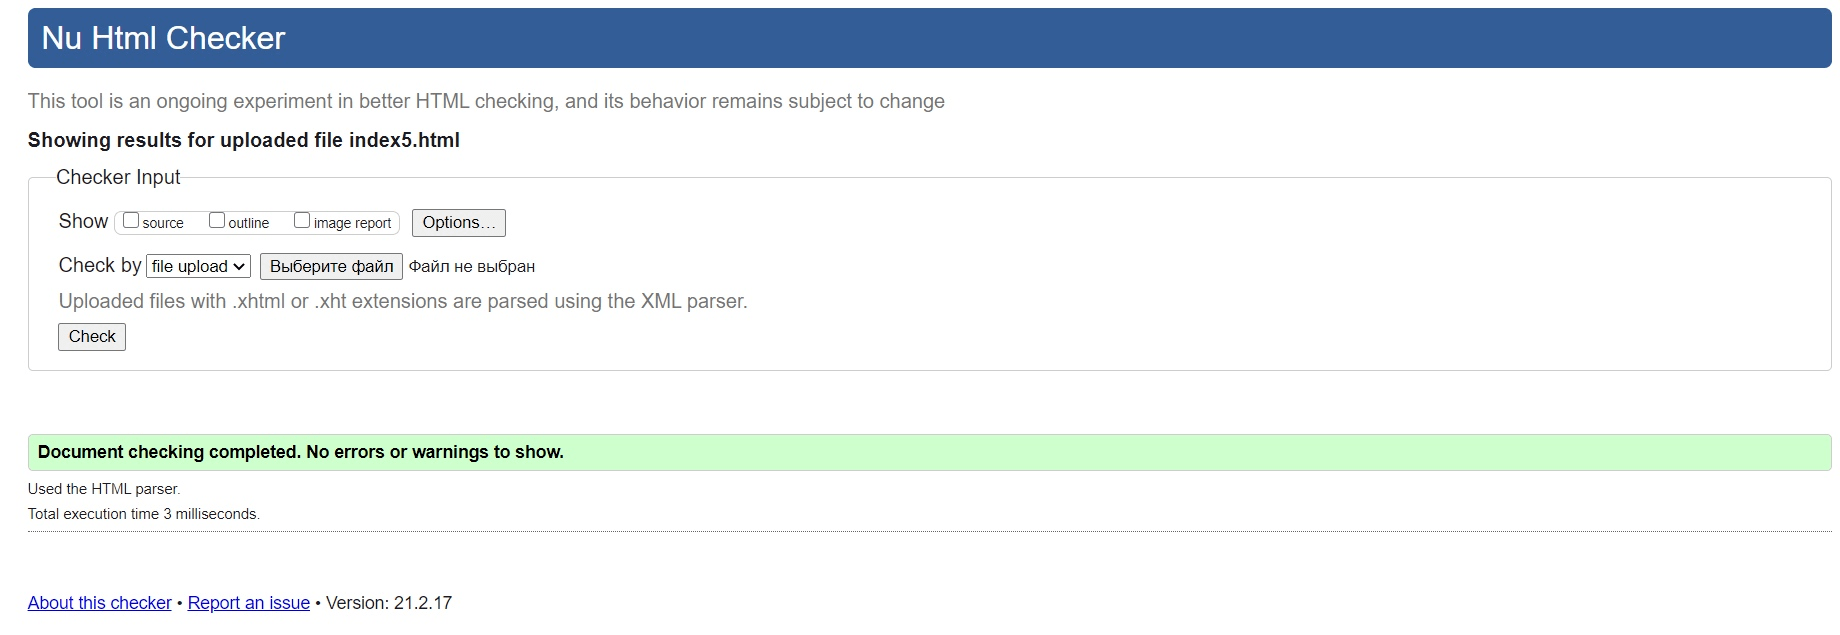 Nu Html Checker
This tool is an ongoing experiment in better HTML checking, and its behavior remains subject to change
Showing results for uploaded file index5.html
Checker Input
Show source outline image report Options…
Check by file upload Выберите файл Файл не выбран
Uploaded files with .xhtml or .xht extensions are parsed using the XML parser.
Check
Document checking completed. No errors or warnings to show.
Used the HTML parser.
Total execution time 3 milliseconds.
About this checker • Report an issue • Version: 21.2.17